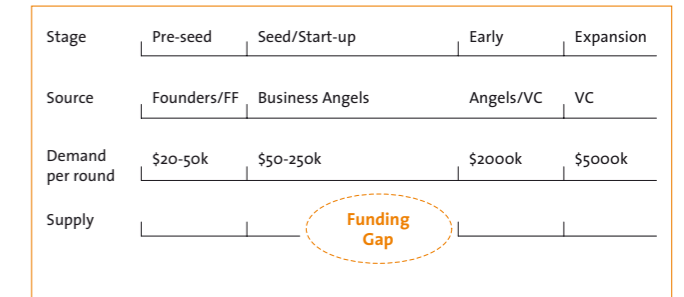 Stage Pre-seed Seed/Start-up Early Expansion
Source Founders/FF Business Angels Angels/VC VC
Demand per round $20-50k $50-250k $2000k $5000k
Supply Funding Gap